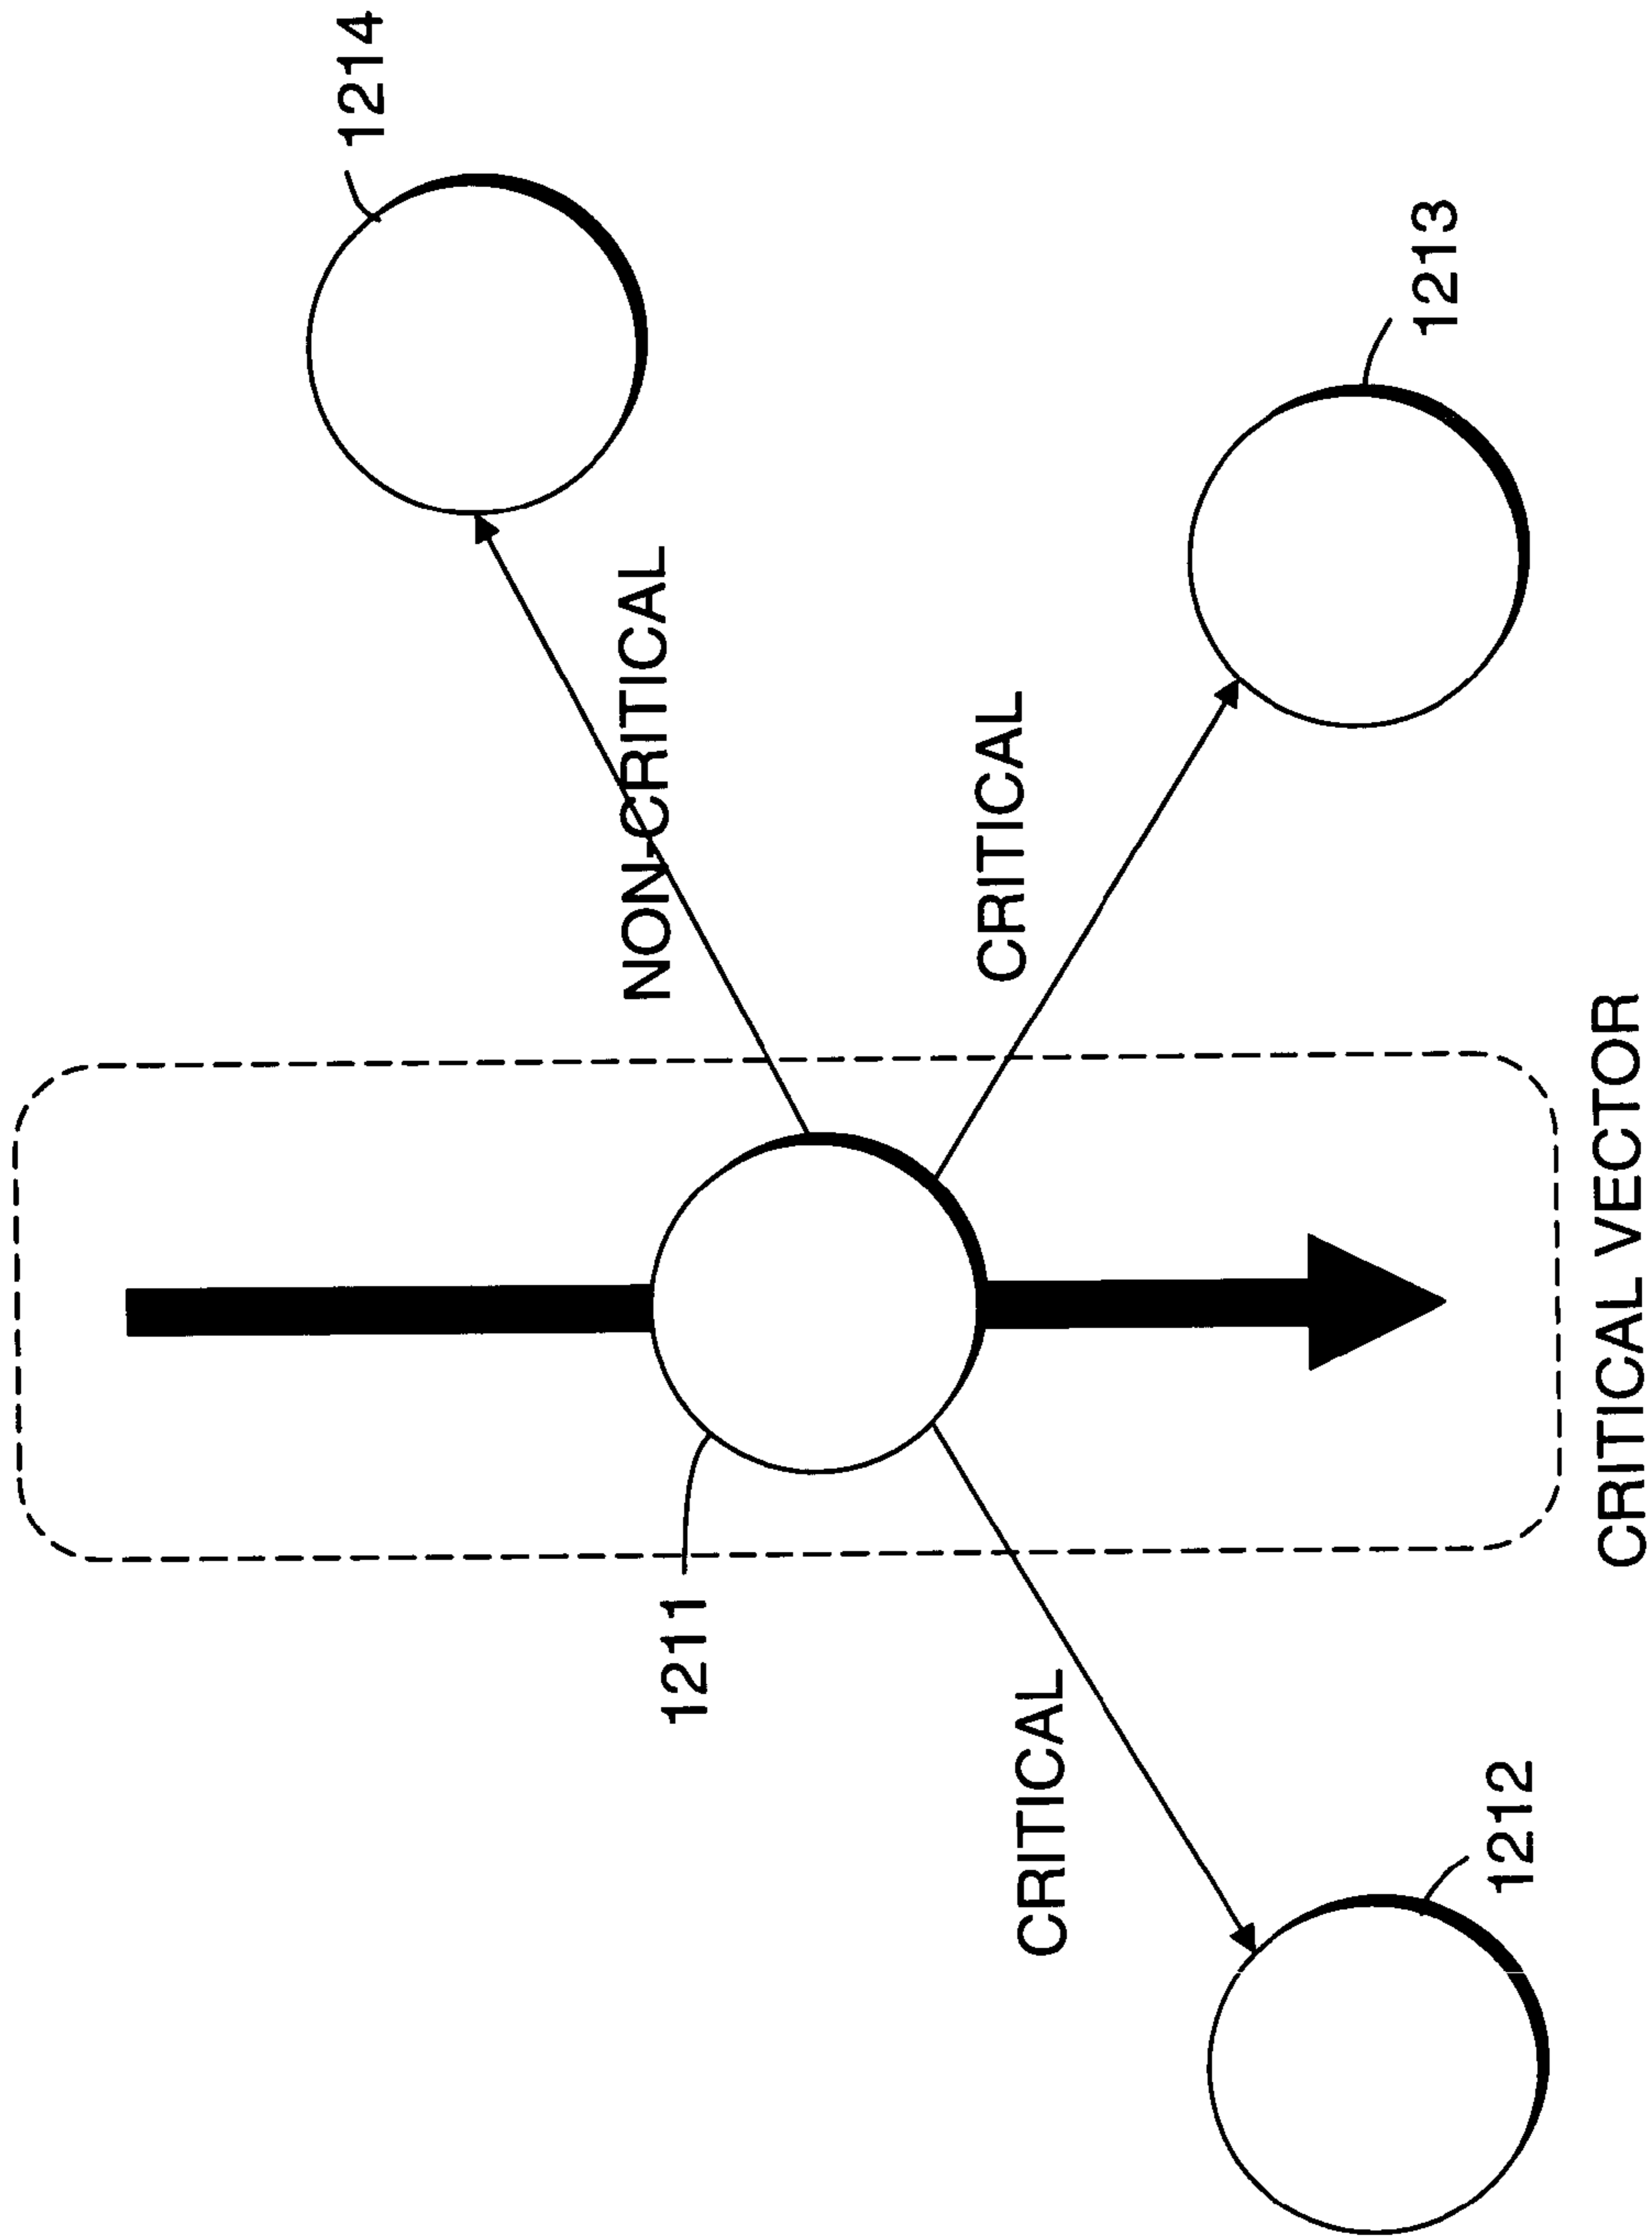 1214
NON-CRITICAL
1211
CRITICAL
1213
CRITICAL
1212
CRITICAL VECTOR